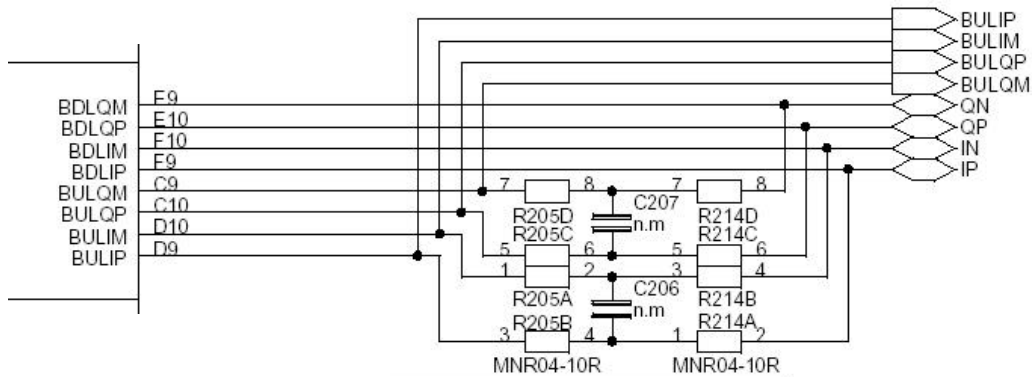 BULIP
BULIM
BULQP
BULQM
BDLQM E9 QN
BDLQP E10 QP
BDLIM F10 IN
BDLIP F9 IP
BULQM C9 7 8 7 8
BULQP C10 R205D C207 R214D
BULIM D10 R205C n.m R214C
BULIP D9 5 6 5 6
1 2 3 4
R205A C206 R214B
R205B n.m R214A
3 4 1 2
MNR04-10R MNR04-10R